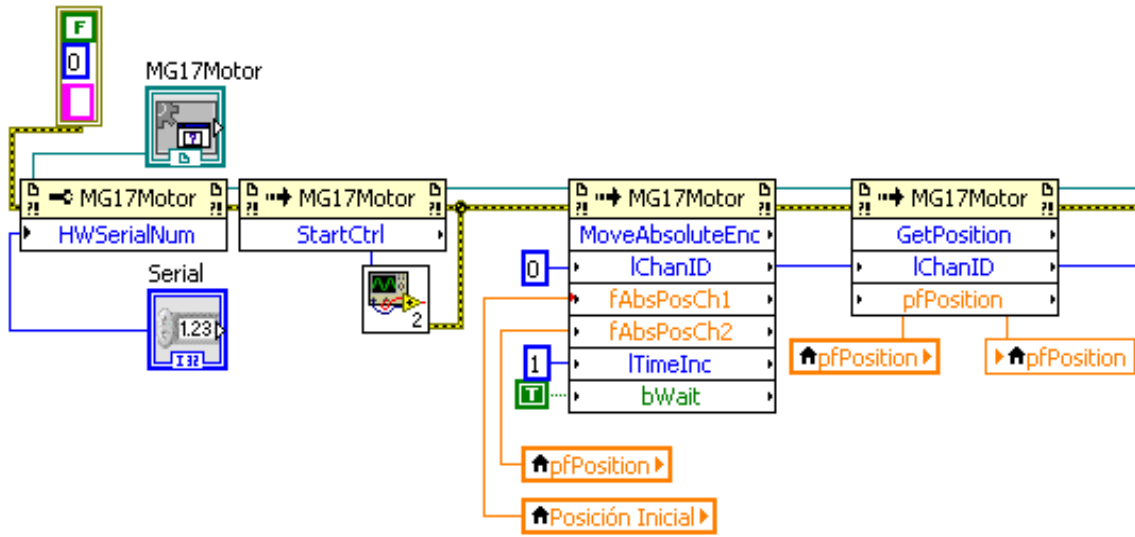 F
0
MG17Motor
?
?! MG17Motor ?!
HWSerialNum
?! MG17Motor ?!
StartCtrl
?! MG17Motor ?!
MoveAbsoluteEnc
0 lChanID
fAbsPosCh1
fAbsPosCh2
1 lTimeInc
T bWait
?! MG17Motor ?!
GetPosition
lChanID
pfPosition
Serial
1.23
I32
2
pfPosition
pfPosition
pfPosition
Posición Inicial